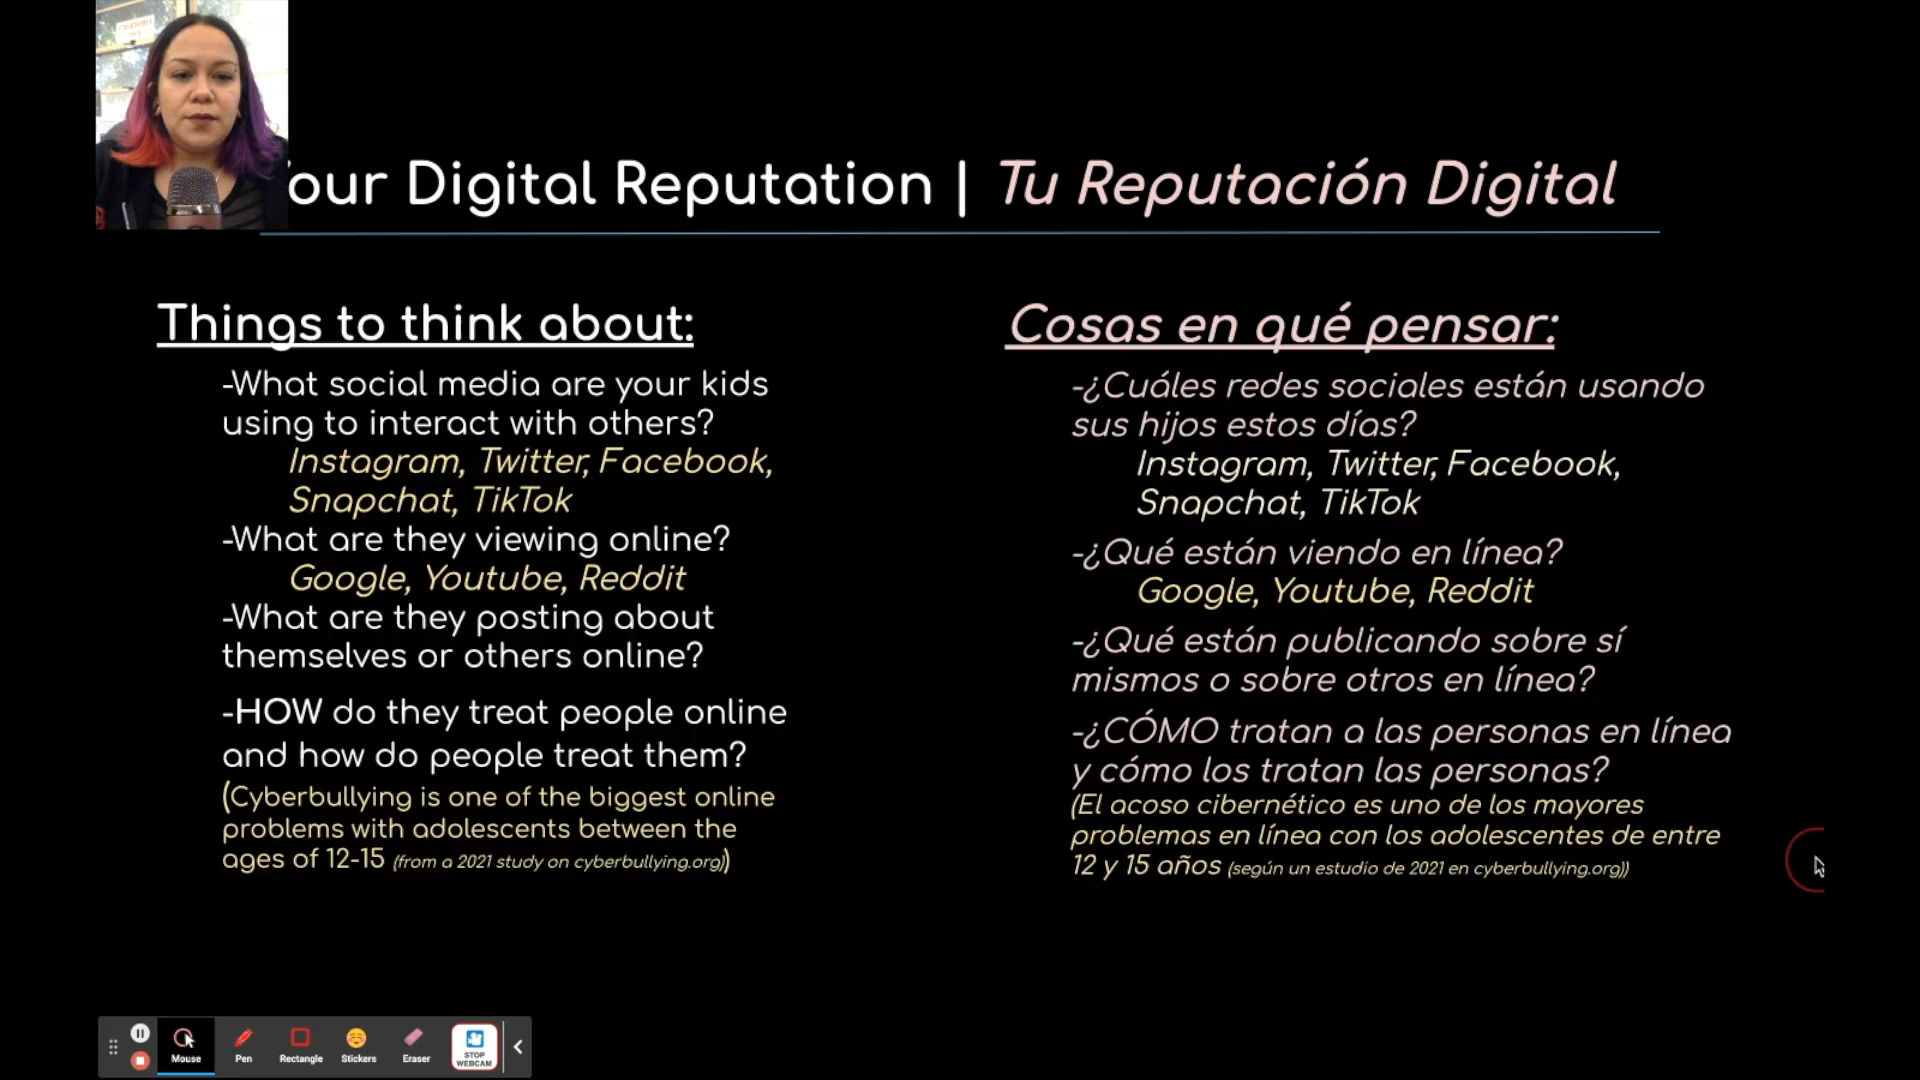 our Digital Reputation | Tu Reputación Digital
Things to think about:
-What social media are your kids
using to interact with others?
Instagram, Twitter, Facebook,
Snapchat, TikTok
-What are they viewing online?
Google, Youtube, Reddit
-What are they posting about
themselves or others online?
-HOW do they treat people online
and how do people treat them?
(Cyberbullying is one of the biggest online
problems with adolescents between the
ages of 12-15 (from a 2021 study on cyberbullying.org))
Cosas en qué pensar:
-¿Cuáles redes sociales están usando
sus hijos estos días?
Instagram, Twitter, Facebook,
Snapchat, TikTok
-¿Qué están viendo en línea?
Google, Youtube, Reddit
-¿Qué están publicando sobre sí
mismos o sobre otros en línea?
-¿CÓMO tratan a las personas en línea
y cómo los tratan las personas?
(El acoso cibernético es uno de los mayores
problemas en línea con los adolescentes de entre
12 y 15 años (según un estudio de 2021 en cyberbullying.org))
Mouse
Pen
Rectangle
Stickers
Eraser
STOP
WEBCAM